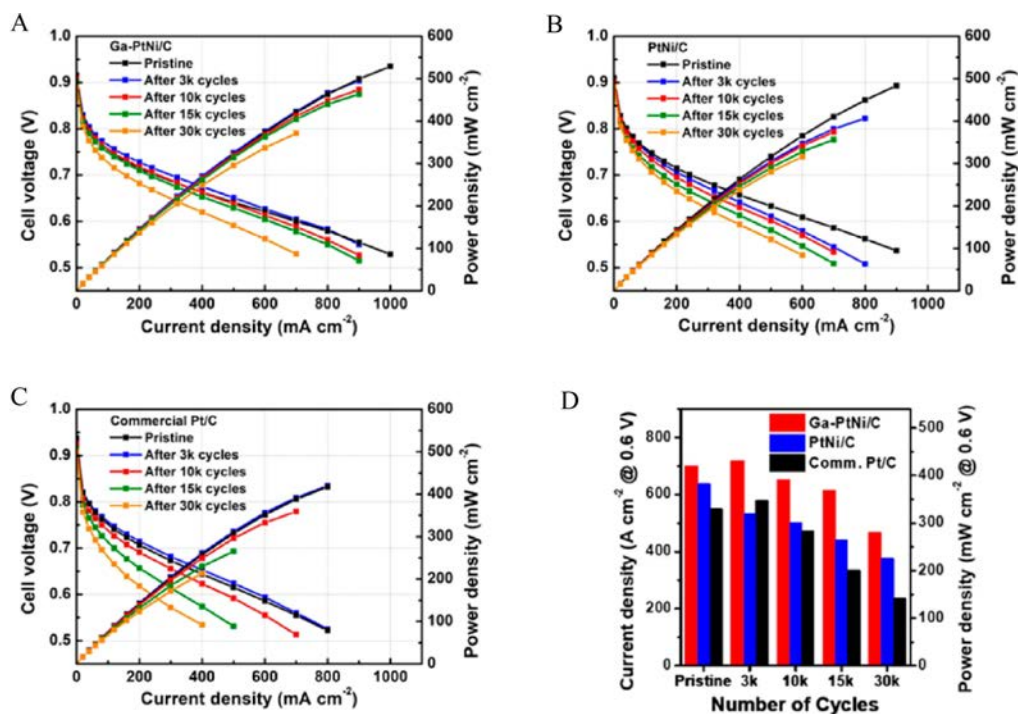 A
Ga-PtNi/C
Pristine
After 3k cycles
After 10k cycles
After 15k cycles
After 30k cycles
Cell voltage (V)
1.0
0.9
0.8
0.7
0.6
0.5
0 200 400 600 800 1000
Current density (mA cm-2)
600
500
400
300
200
100
0
Power density (mW cm-2)
B
PtNi/C
Pristine
After 3k cycles
After 10k cycles
After 15k cycles
After 30k cycles
Cell voltage (V)
1.0
0.9
0.8
0.7
0.6
0.5
0 200 400 600 800 1000
Current density (mA cm-2)
600
500
400
300
200
100
0
Power density (mW cm-2)
C
Commercial Pt/C
Pristine
After 3k cycles
After 10k cycles
After 15k cycles
After 30k cycles
Cell voltage (V)
1.0
0.9
0.8
0.7
0.6
0.5
0 200 400 600 800 1000
Current density (mA cm-2)
600
500
400
300
200
100
0
Power density (mW cm-2)
D
Ga-PtNi/C
PtNi/C
Comm. Pt/C
Current density (A cm-2 @ 0.6 V)
800
600
400
200
0
Pristine 3k 10k 15k 30k
Number of Cycles
500
400
300
200
100
0
Power density (mW cm-2 @ 0.6 V)